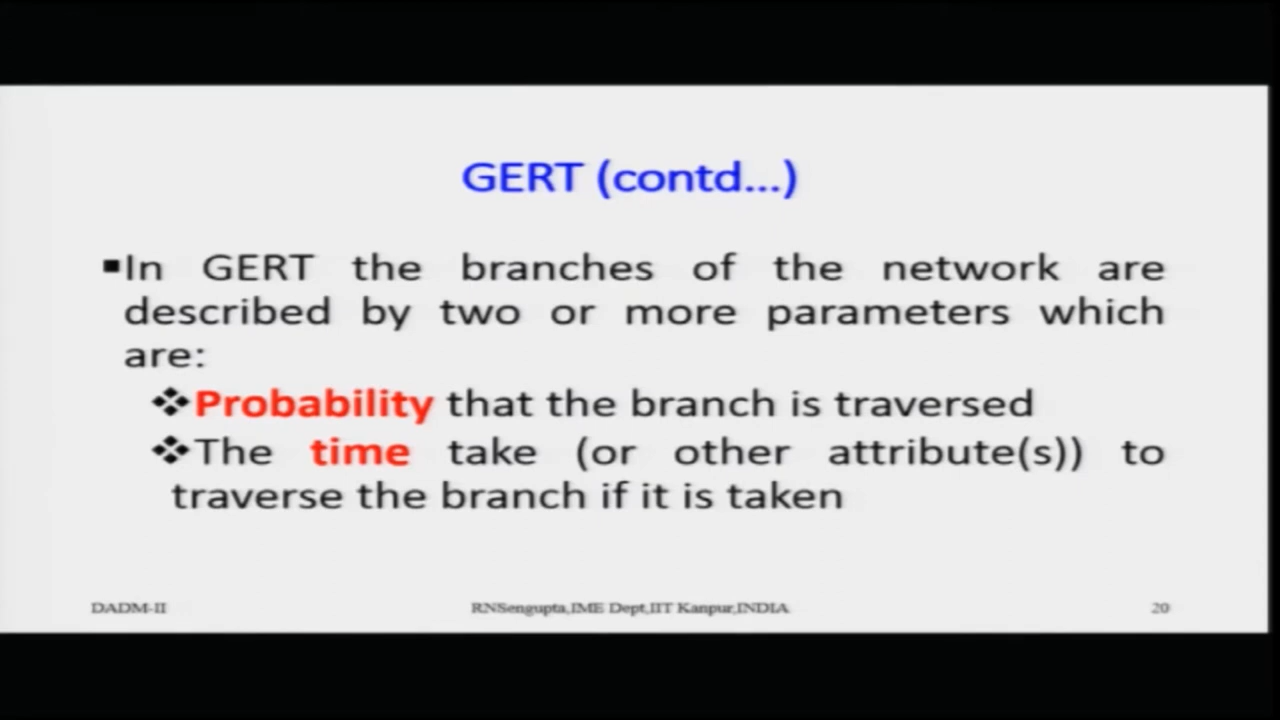 GERT (contd...)
▪In GERT the branches of the network are
described by two or more parameters which
are:
❖Probability that the branch is traversed
❖The time take (or other attribute(s)) to
traverse the branch if it is taken
DADM-II RNSengupta,IME Dept,IIT Kanpur,INDIA 20